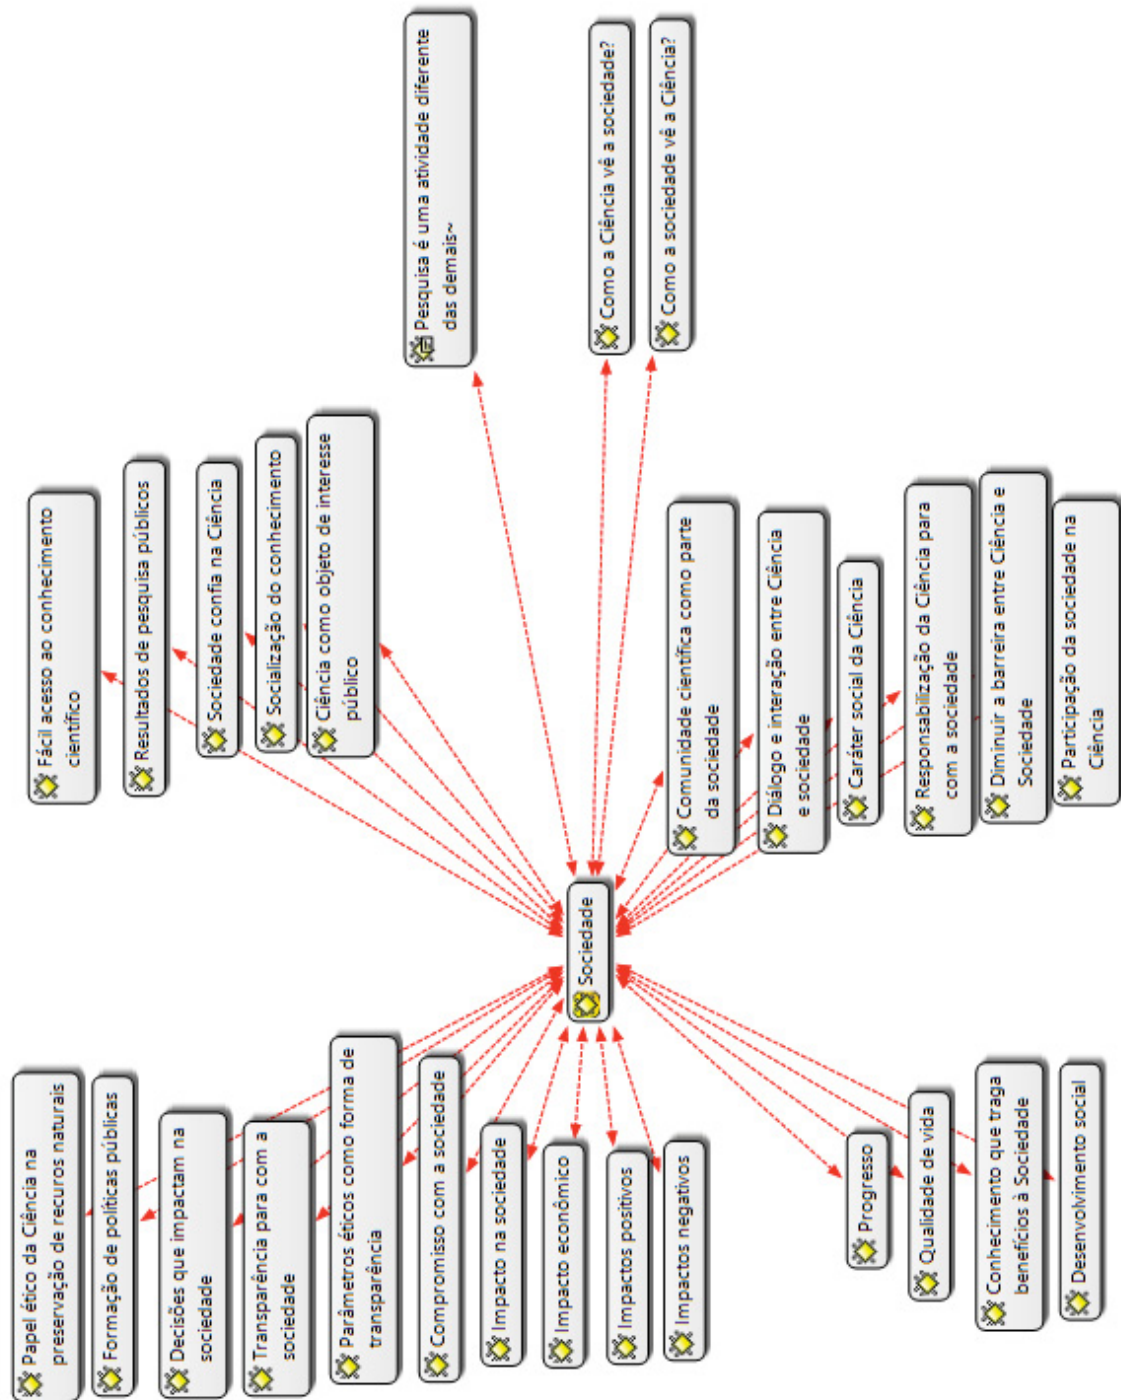 Papel ético da Ciência na
preservação de recuros naturais
Formação de políticas públicas
Decisões que impactam na
sociedade
Transparência para com a
sociedade
Parâmetros éticos como forma de
transparência
Compromisso com a sociedade
Impacto na sociedade
Impacto econômico
Impactos positivos
Impactos negativos
Fácil acesso ao conhecimento
científico
Resultados de pesquisa públicos
Sociedade confia na Ciência
Socialização do conhecimento
Ciência como objeto de interesse
público
Pesquisa é uma atividade diferente
das demais~
Como a Ciência vê a sociedade?
Como a sociedade vê a Ciência?
Sociedade
Comunidade científica como parte
da sociedade
Diálogo e interação entre Ciência
e sociedade
Caráter social da Ciência
Responsabilização da Ciência para
com a sociedade
Diminuir a barreira entre Ciência e
Sociedade
Participação da sociedade na
Ciência
Progresso
Qualidade de vida
Conhecimento que traga
benefícios à Sociedade
Desenvolvimento social